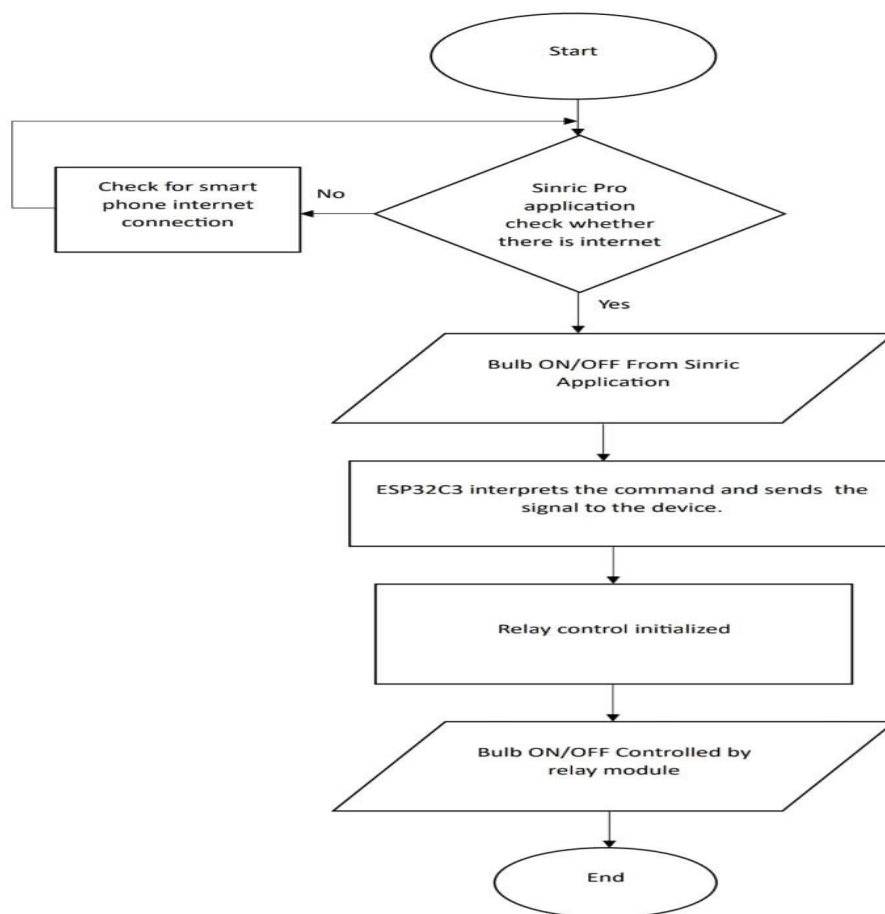 Start
Sinric Pro
application
check whether
there is internet
No
Check for smart
phone internet
connection
Yes
Bulb ON/OFF From Sinric
Application
ESP32C3 interprets the command and sends the
signal to the device.
Relay control initialized
Bulb ON/OFF Controlled by
relay module
End